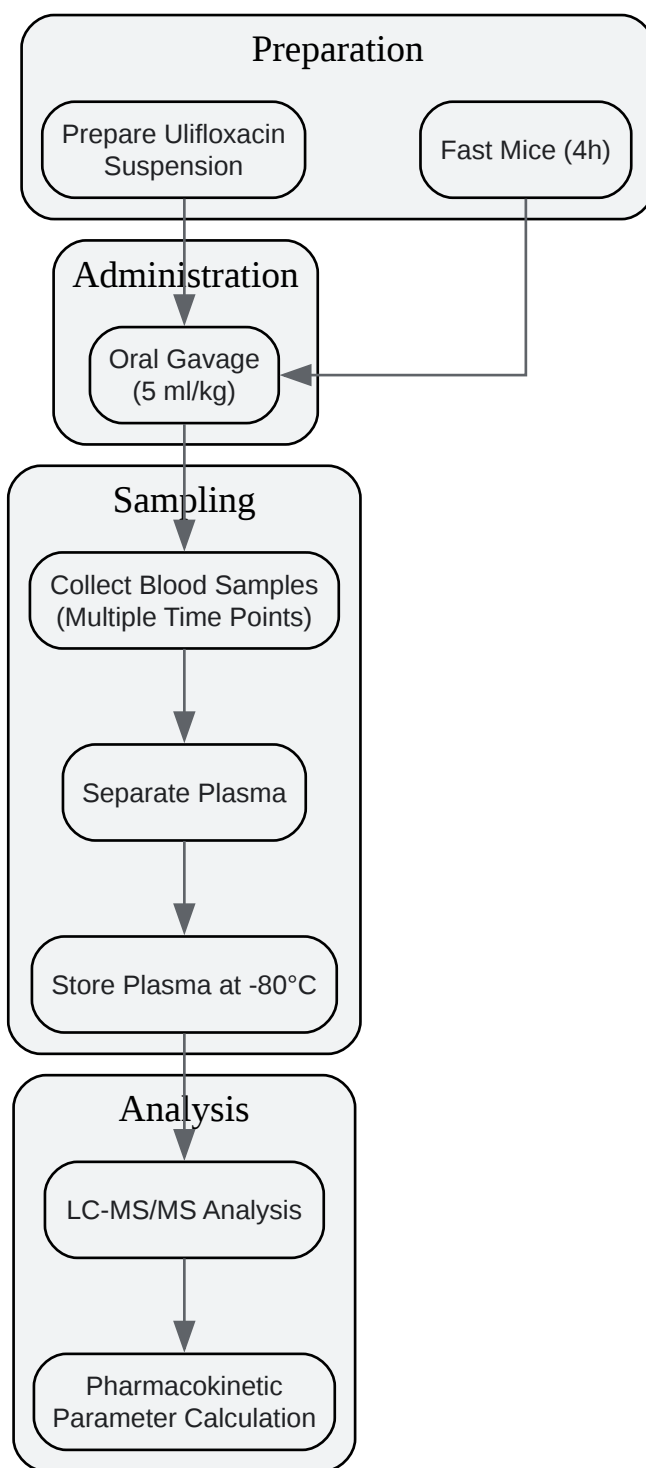 Preparation
Prepare Ulifloxacin
Suspension
Fast Mice (4h)
Administration
Oral Gavage
(5 ml/kg)
Sampling
Collect Blood Samples
(Multiple Time Points)
Separate Plasma
Store Plasma at -80°C
Analysis
LC-MS/MS Analysis
Pharmacokinetic
Parameter Calculation